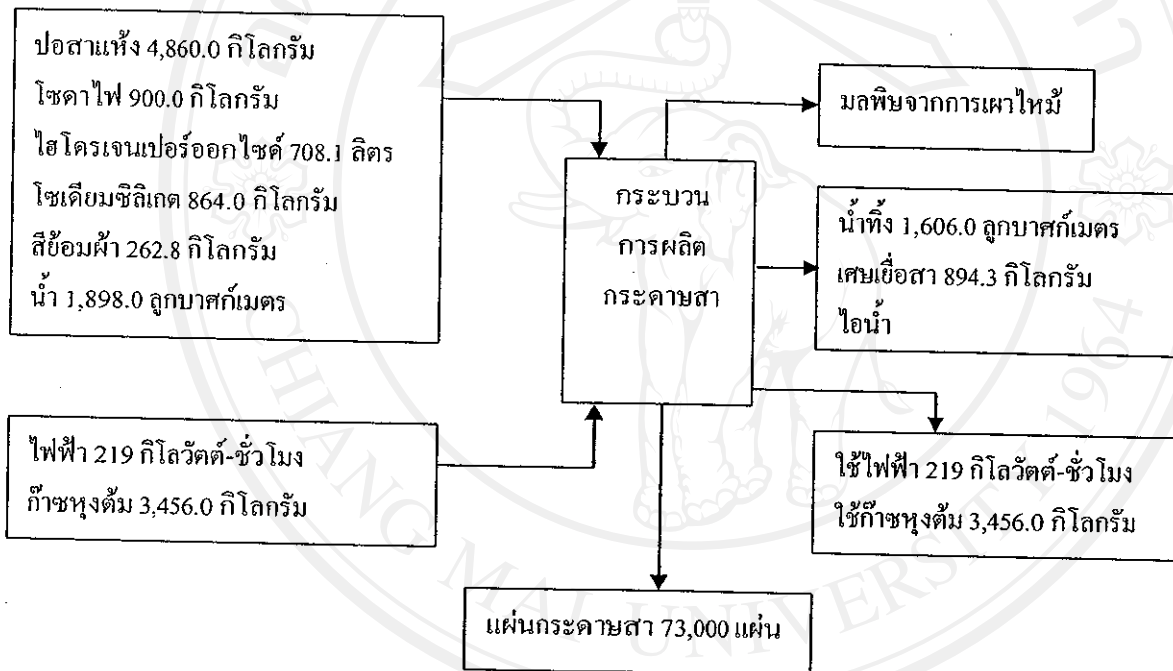 ปอสาแห้ง 4,860.0 กิโลกรัม
โซดาไฟ 900.0 กิโลกรัม
ไฮโดรเจนเปอร์ออกไซด์ 708.1 ลิตร
โซเดียมซิลิเกต 864.0 กิโลกรัม
สีย้อมผ้า 262.8 กิโลกรัม
น้ำ 1,898.0 ลูกบาศก์เมตร
ไฟฟ้า 219 กิโลวัตต์-ชั่วโมง
ก๊าซหุงต้ม 3,456.0 กิโลกรัม
กระบวน
การผลิต
กระดาษสา
มลพิษจากการเผาไหม้
น้ำทิ้ง 1,606.0 ลูกบาศก์เมตร
เศษเยื่อสา 894.3 กิโลกรัม
ไอน้ำ
ใช้ไฟฟ้า 219 กิโลวัตต์-ชั่วโมง
ใช้ก๊าซหุงต้ม 3,456.0 กิโลกรัม
แผ่นกระดาษสา 73,000 แผ่น
CHIANG MAI UNIVERSITY 1964